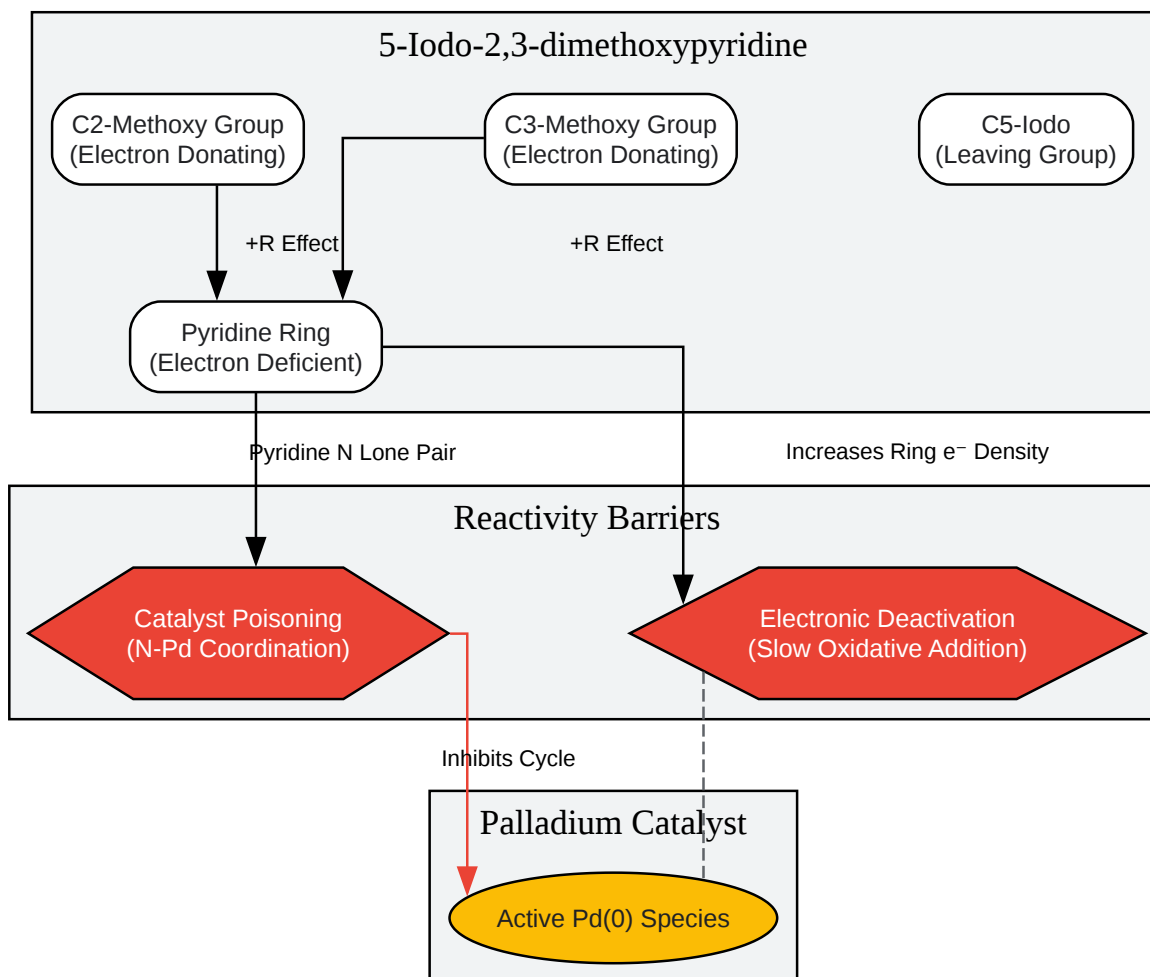 5-Iodo-2,3-dimethoxypyridine
C2-Methoxy Group
(Electron Donating)
C3-Methoxy Group
(Electron Donating)
C5-Iodo
(Leaving Group)
+R Effect
+R Effect
Pyridine Ring
(Electron Deficient)
Pyridine N Lone Pair
Increases Ring e⁻ Density
Reactivity Barriers
Catalyst Poisoning
(N-Pd Coordination)
Electronic Deactivation
(Slow Oxidative Addition)
Inhibits Cycle
Palladium Catalyst
Active Pd(0) Species